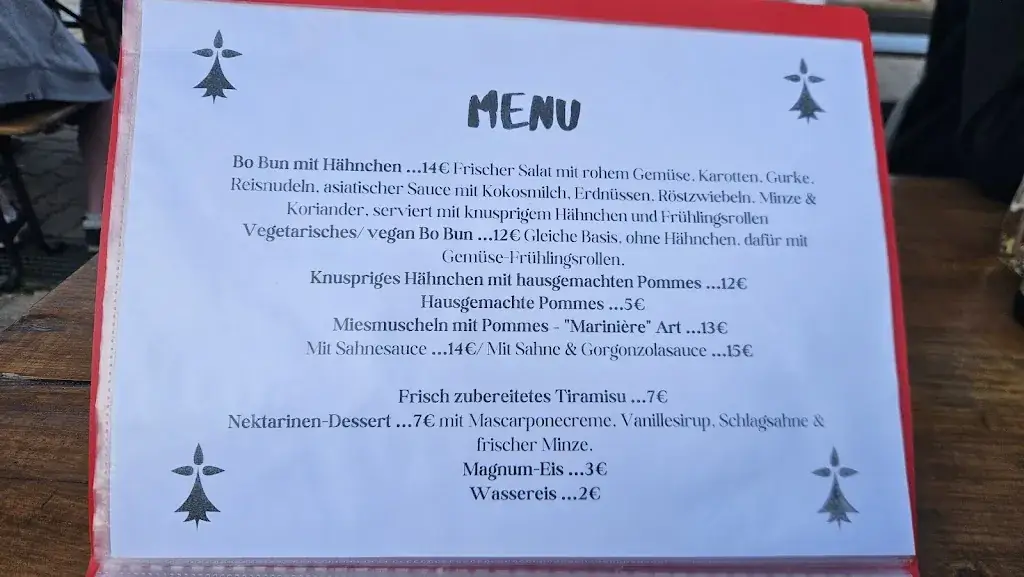 MENU
Bo Bun mit Hähnchen ...14€ Frischer Salat mit rohem Gemüse, Karotten, Gurke,
Reisnudeln, asiatischer Sauce mit Kokosmilch, Erdnüssen, Röstzwiebeln, Minze &
Koriander, serviert mit knusprigem Hähnchen und Frühlingsrollen
Vegetarisches/ vegan Bo Bun ...12€ Gleiche Basis, ohne Hähnchen, dafür mit
Gemüse-Frühlingsrollen.
Knuspriges Hähnchen mit hausgemachten Pommes ...12€
Hausgemachte Pommes ...5€
Miesmuscheln mit Pommes - "Marinière" Art ...13€
Mit Sahnesauce ...14€/ Mit Sahne & Gorgonzolasauce ...15€
Frisch zubereitetes Tiramisu ...7€
Nektarinen-Dessert ...7€ mit Mascarponecreme, Vanillesirup, Schlagsahne &
frischer Minze.
Magnum-Eis ...3€
Wassereis ...2€